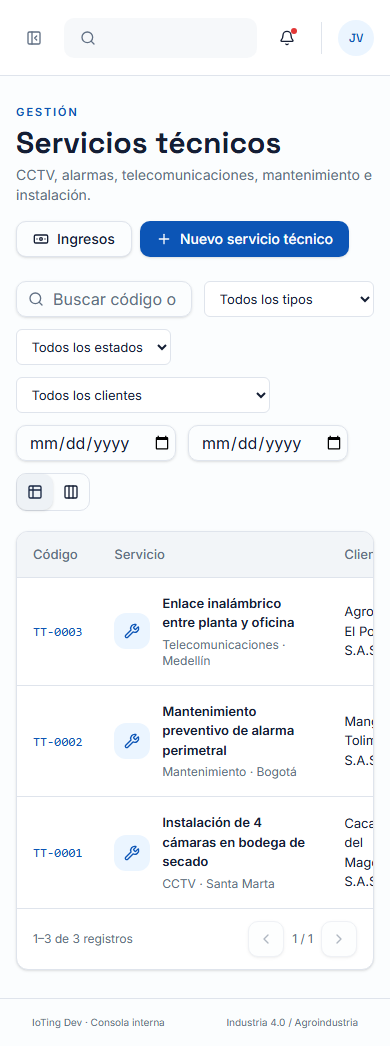 JV
GESTIÓN
Servicios técnicos
CCTV, alarmas, telecomunicaciones, mantenimiento e
instalación.
Ingresos
Nuevo servicio técnico
Buscar código o
Todos los tipos
Todos los estados
Todos los clientes
mm/dd/yyyy
mm/dd/yyyy
Código Servicio Clien
TT-0003
Enlace inalámbrico
entre planta y oficina
Telecomunicaciones ·
Medellín
Agro
El Po
S.A.S
TT-0002
Mantenimiento
preventivo de alarma
perimetral
Mantenimiento · Bogotá
Mang
Tolim
S.A.S
TT-0001
Instalación de 4
cámaras en bodega de
secado
CCTV · Santa Marta
Caca
del
Magd
S.A.S
1–3 de 3 registros
1 / 1
IoTing Dev · Consola interna
Industria 4.0 / Agroindustria